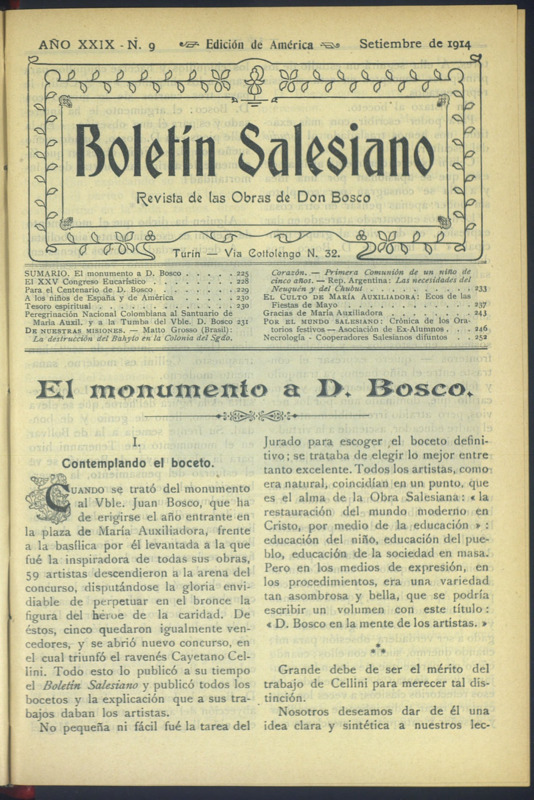 AÑO XXIX - N. 9 Edición de América Setiembre de 1914
Boletín Salesiano
Revista de las Obras de Don Bosco
Turin — Via Cottolengo N. 32.
SUMARIO. El monumento a D. Bosco . . . . . 225
El XXV Congreso Eucarístico . . . . . . . . 228
Para el Centenario de D. Bosco . . . . . . . 229
A los niños de España y de América . . . . . 230
Tesoro espiritual . . . . . . . . . . . . . 230
Peregrinación Nacional Colombiana al Santuario de
Maria Auxil. y a la Tumba del Vble. D. Bosco 231
DE NUESTRAS MISIONES. — Matto Grosso (Brasil):
La destrucción del Bahyto en la Colonia del Sgdo.
Corazón. — Primera Comunión de un niño de
cinco años. — Rep. Argentina: Las necesidades del
Neuquén y del Chubut . . . . . . . . . . 233
EL CULTO DE MARÍA AUXILIADORA: Ecos de las
Fiestas de Mayo . . . . . . . . . . . . 237
Gracias de María Auxiliadora . . . . . . . 243
POR EL MUNDO SALESIANO: Crónica de los Ora-
torios festivos — Asociación de Ex-Alumnos . . . 246
Necrología - Cooperadores Salesianos difuntos . . 252
El monumento a D. Bosco.
I.
Contemplando el boceto.
CUANDO se trató del monumento
al Vble. Juan Bosco, que ha
de erigirse el año entrante en
la plaza de María Auxiliadora, frente
a la basílica por él levantada a la que
fué la inspiradora de todas sus obras,
59 artistas descendieron a la arena del
concurso, disputándose la gloria envi-
diable de perpetuar en el bronce la
figura del héroe de la caridad. De
éstos, cinco quedaron igualmente ven-
cedores, y se abrió nuevo concurso, en
el cual triunfó el ravenés Cayetano Cel-
lini. Todo esto lo publicó a su tiempo
el Boletín Salesiano y publicó todos los
bocetos y la explicación que a sus tra-
bajos daban los artistas.
No pequeña ni fácil fué la tarea del
Jurado para escoger el boceto defini-
tivo; se trataba de elegir lo mejor entre
tanto excelente. Todos los artistas, como
era natural, coincidían en un punto, que
es el alma de la Obra Salesiana: « la
restauración del mundo moderno en
Cristo, por medio de la educación » :
educación del niño, educación del pue-
blo, educación de la sociedad en masa.
Pero en los medios de expresión, en
los procedimientos, era una variedad
tan asombrosa y bella, que se podría
escribir un volumen con este título:
« D. Bosco en la mente de los artistas. »
Grande debe de ser el mérito del
trabajo de Cellini para merecer tal dis-
tinción.
Nosotros deseamos dar de él una
idea clara y sintética a nuestros lec-